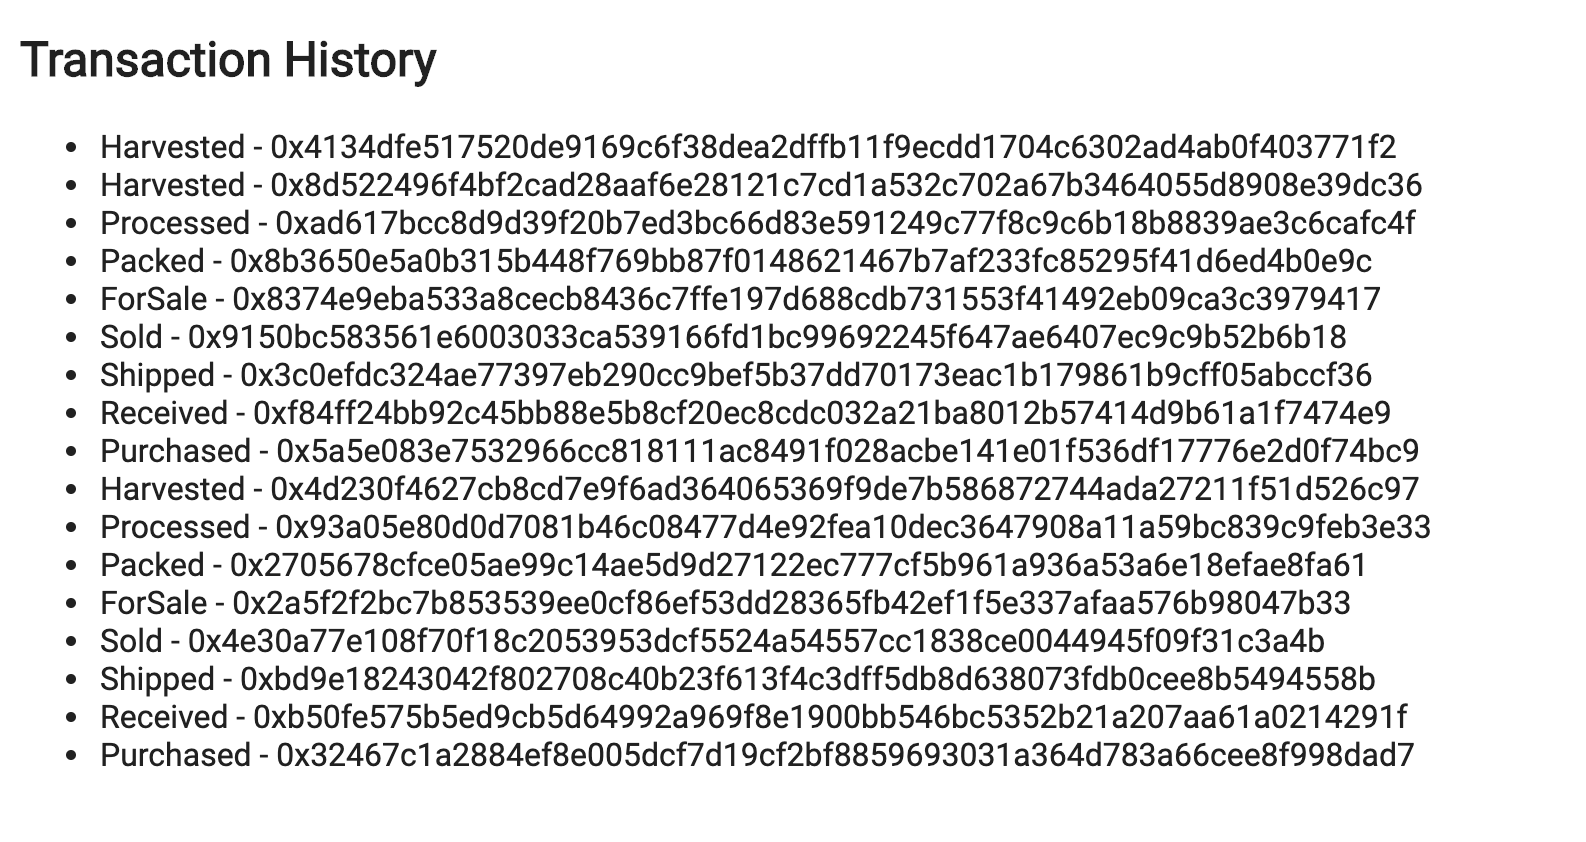 Transaction History
• Harvested - 0x4134dfe517520de9169c6f38dea2dffb11f9ecdd1704c6302ad4ab0f403771f2
• Harvested - 0x8d522496f4bf2cad28aaf6e28121c7cd1a532c702a67b3464055d8908e39dc36
• Processed - 0xad617bcc8d9d39f20b7ed3bc66d83e591249c77f8c9c6b18b8839ae3c6cafc4f
• Packed - 0x8b3650e5a0b315b448f769bb87f0148621467b7af233fc85295f41d6ed4b0e9c
• ForSale - 0x8374e9eba533a8cecb8436c7ffe197d688cdb731553f41492eb09ca3c3979417
• Sold - 0x9150bc583561e6003033ca539166fd1bc99692245f647ae6407ec9c9b52b6b18
• Shipped - 0x3c0efdc324ae77397eb290cc9bef5b37dd70173eac1b179861b9cff05abccf36
• Received - 0xf84ff24bb92c45bb88e5b8cf20ec8cdc032a21ba8012b57414d9b61a1f7474e9
• Purchased - 0x5a5e083e7532966cc818111ac8491f028acbe141e01f536df17776e2d0f74bc9
• Harvested - 0x4d230f4627cb8cd7e9f6ad364065369f9de7b586872744ada27211f51d526c97
• Processed - 0x93a05e80d0d7081b46c08477d4e92fea10dec3647908a11a59bc839c9feb3e33
• Packed - 0x2705678cfce05ae99c14ae5d9d27122ec777cf5b961a936a53a6e18efae8fa61
• ForSale - 0x2a5f2f2bc7b853539ee0cf86ef53dd28365fb42ef1f5e337afaa576b98047b33
• Sold - 0x4e30a77e108f70f18c2053953dcf5524a54557cc1838ce0044945f09f31c3a4b
• Shipped - 0xbd9e18243042f802708c40b23f613f4c3dff5db8d638073fdb0cee8b5494558b
• Received - 0xb50fe575b5ed9cb5d64992a969f8e1900bb546bc5352b21a207aa61a0214291f
• Purchased - 0x32467c1a2884ef8e005dcf7d19cf2bf8859693031a364d783a66cee8f998dad7